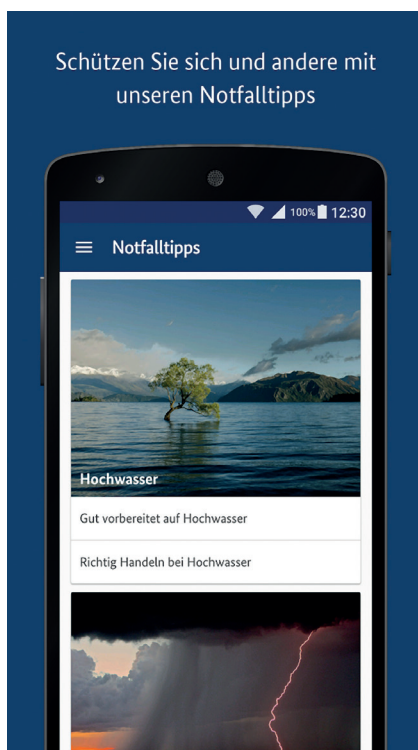 Schützen Sie sich und andere mit
unseren Notfalltipps
100% 12:30
Notfalltipps
Hochwasser
Gut vorbereitet auf Hochwasser
Richtig Handeln bei Hochwasser